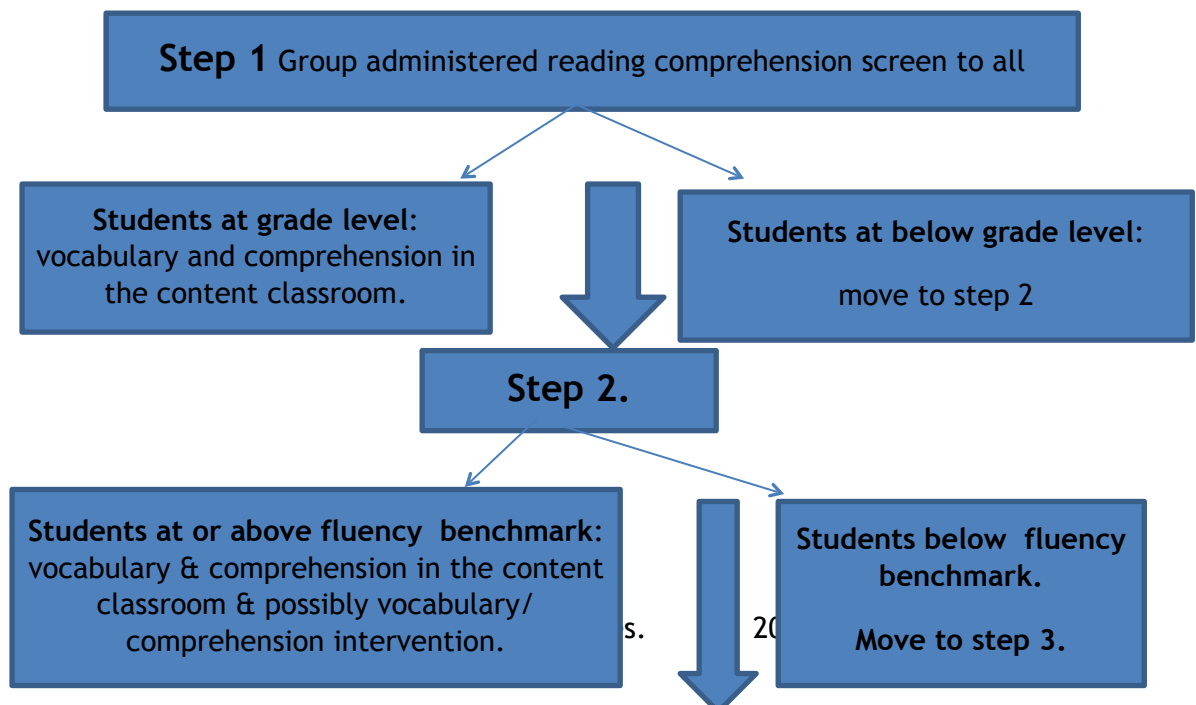 Step 1 Group administered reading comprehension screen to all
Students at grade level:
vocabulary and comprehension in
the content classroom.
Students at below grade level:
move to step 2
Step 2.
Students at or above fluency benchmark:
vocabulary & comprehension in the content
classroom & possibly vocabulary/
comprehension intervention.
Students below fluency
benchmark.
Move to step 3.